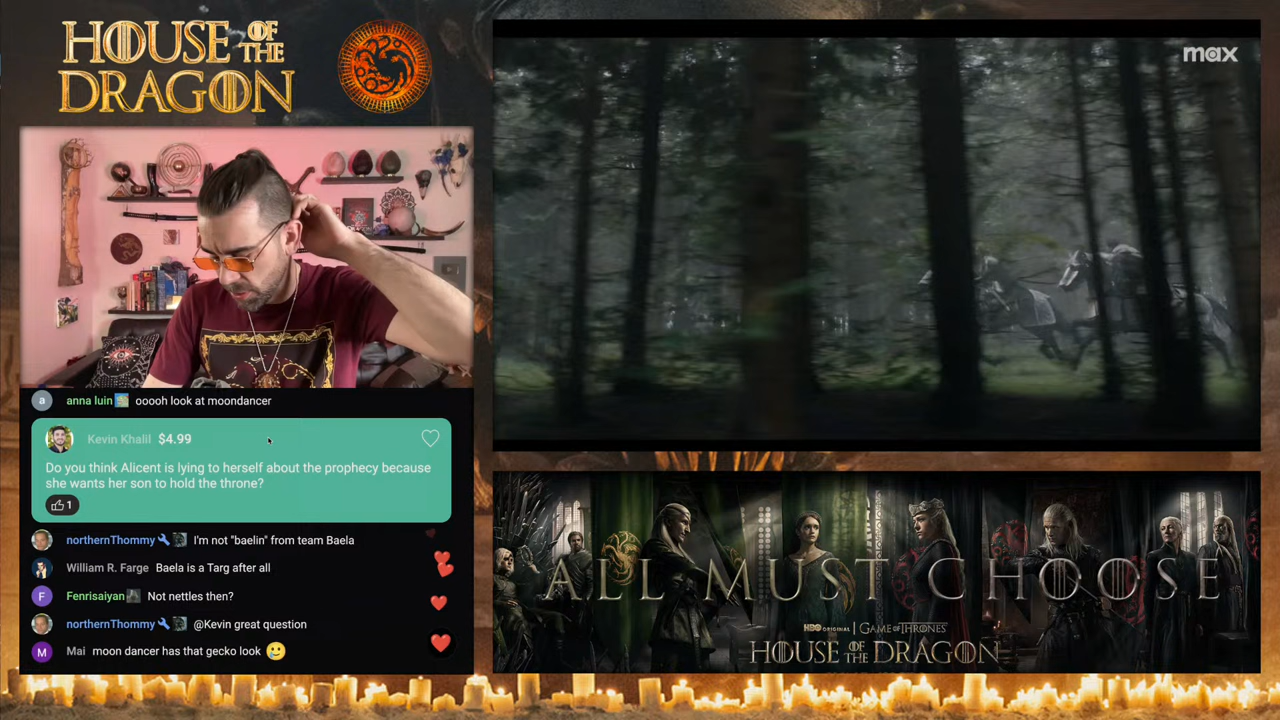 HOUSE OF THE DRAGON
max
a anna luin ooooh look at moondancer
Kevin Khalil $4.99
Do you think Alicent is lying to herself about the prophecy because
she wants her son to hold the throne?
1
northernThommy I'm not "baelin" from team Baela
William R. Farge Baela is a Targ after all
F Fenrisaiyan Not nettles then?
northernThommy @Kevin great question
M Mai moon dancer has that gecko look 🥲
ALL MUST CHOOSE
HBO ORIGINAL | GAME OF THRONES
HOUSE OF THE DRAGON